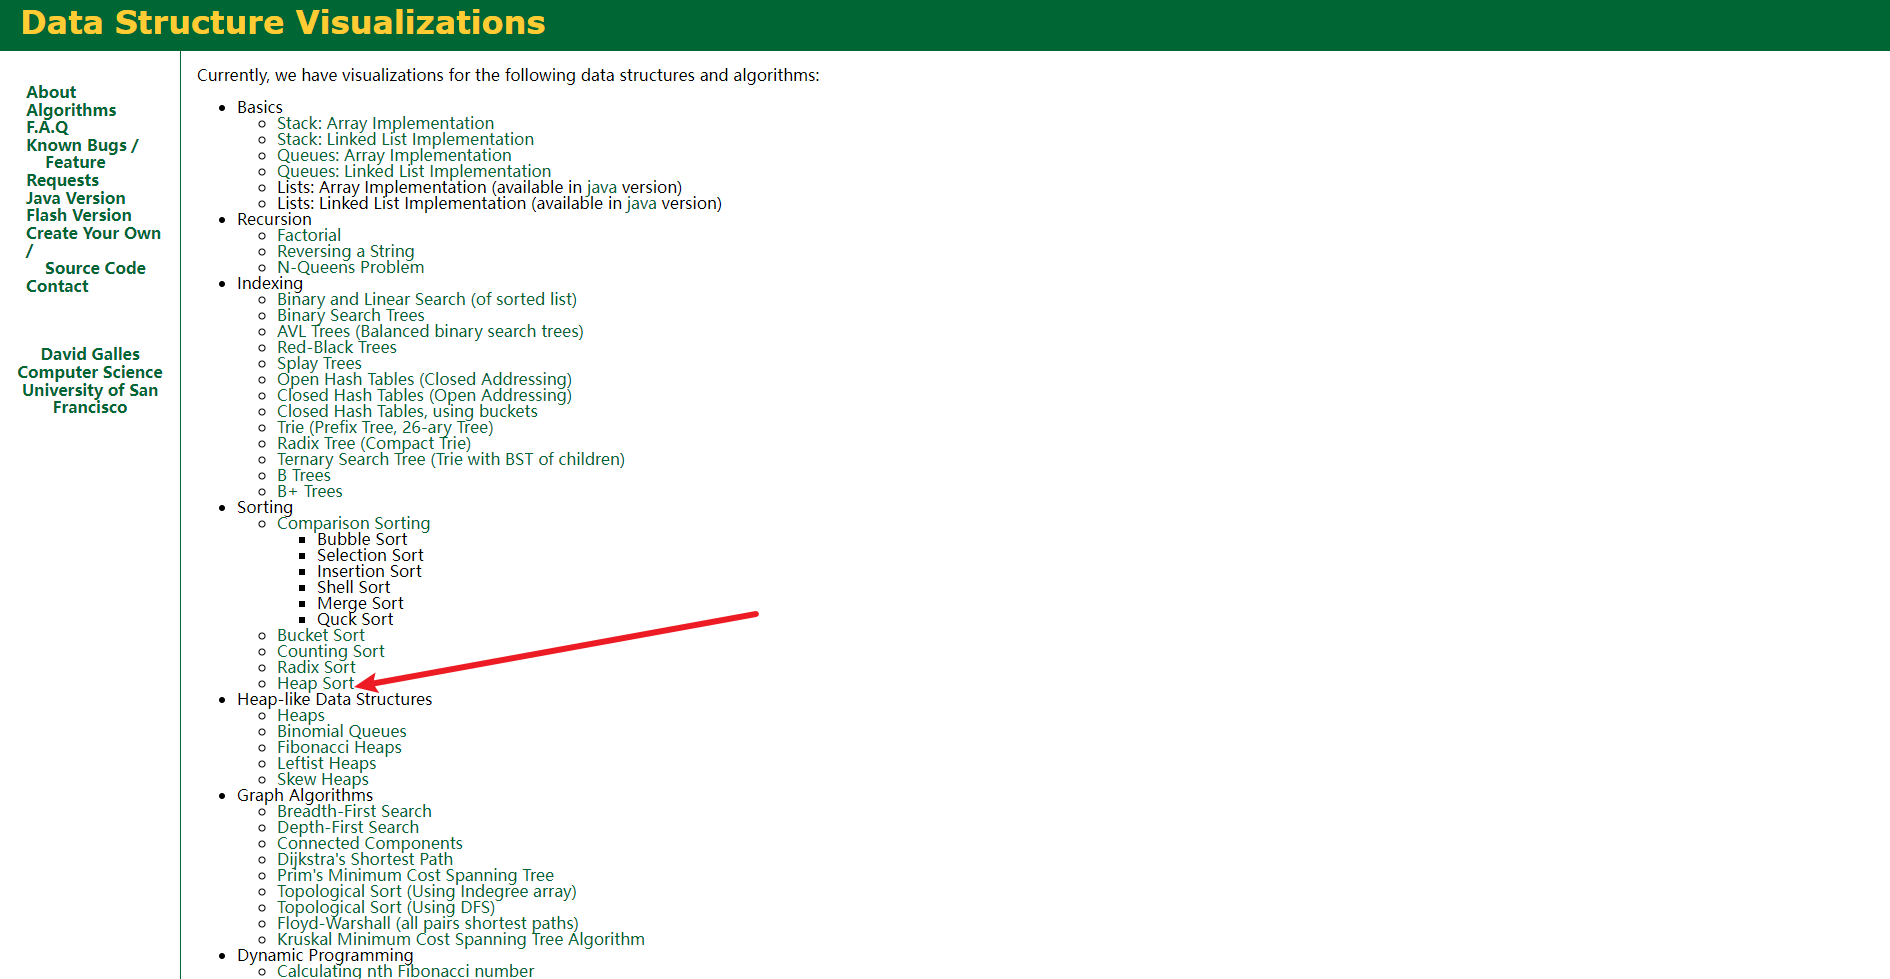 Data Structure Visualizations
About
Algorithms
F.A.Q
Known Bugs /
Feature
Requests
Java Version
Flash Version
Create Your Own
/
Source Code
Contact
David Galles
Computer Science
University of San
Francisco
Currently, we have visualizations for the following data structures and algorithms:
Basics
Stack: Array Implementation
Stack: Linked List Implementation
Queues: Array Implementation
Queues: Linked List Implementation
Lists: Array Implementation (available in java version)
Lists: Linked List Implementation (available in java version)
Recursion
Factorial
Reversing a String
N-Queens Problem
Indexing
Binary and Linear Search (of sorted list)
Binary Search Trees
AVL Trees (Balanced binary search trees)
Red-Black Trees
Splay Trees
Open Hash Tables (Closed Addressing)
Closed Hash Tables (Open Addressing)
Closed Hash Tables, using buckets
Trie (Prefix Tree, 26-ary Tree)
Radix Tree (Compact Trie)
Ternary Search Tree (Trie with BST of children)
B Trees
B+ Trees
Sorting
Comparison Sorting
Bubble Sort
Selection Sort
Insertion Sort
Shell Sort
Merge Sort
Quck Sort
Bucket Sort
Counting Sort
Radix Sort
Heap Sort
Heap-like Data Structures
Heaps
Binomial Queues
Fibonacci Heaps
Leftist Heaps
Skew Heaps
Graph Algorithms
Breadth-First Search
Depth-First Search
Connected Components
Dijkstra's Shortest Path
Prim's Minimum Cost Spanning Tree
Topological Sort (Using Indegree array)
Topological Sort (Using DFS)
Floyd-Warshall (all pairs shortest paths)
Kruskal Minimum Cost Spanning Tree Algorithm
Dynamic Programming
Calculating nth Fibonacci number